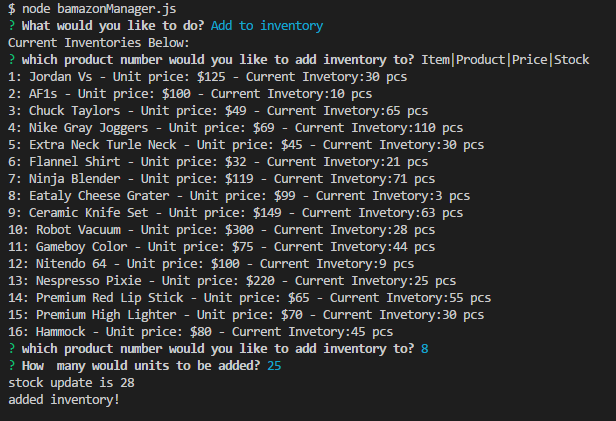 $ node bamazonManager.js
? What would you like to do? Add to inventory
Current Inventories Below:
? which product number would you like to add inventory to? Item|Product|Price|Stock
1: Jordan Vs - Unit price: $125 - Current Invetory:30 pcs
2: AF1s - Unit price: $100 - Current Invetory:10 pcs
3: Chuck Taylors - Unit price: $49 - Current Invetory:65 pcs
4: Nike Gray Joggers - Unit price: $69 - Current Invetory:110 pcs
5: Extra Neck Turle Neck - Unit price: $45 - Current Invetory:30 pcs
6: Flannel Shirt - Unit price: $32 - Current Invetory:21 pcs
7: Ninja Blender - Unit price: $119 - Current Invetory:71 pcs
8: Eataly Cheese Grater - Unit price: $99 - Current Invetory:3 pcs
9: Ceramic Knife Set - Unit price: $149 - Current Invetory:63 pcs
10: Robot Vacuum - Unit price: $300 - Current Invetory:28 pcs
11: Gameboy Color - Unit price: $75 - Current Invetory:44 pcs
12: Nitendo 64 - Unit price: $100 - Current Invetory:9 pcs
13: Nespresso Pixie - Unit price: $220 - Current Invetory:25 pcs
14: Premium Red Lip Stick - Unit price: $65 - Current Invetory:55 pcs
15: Premium High Lighter - Unit price: $70 - Current Invetory:30 pcs
16: Hammock - Unit price: $80 - Current Invetory:45 pcs
? which product number would you like to add inventory to? 8
? How  many would units to be added? 25
stock update is 28
added inventory!